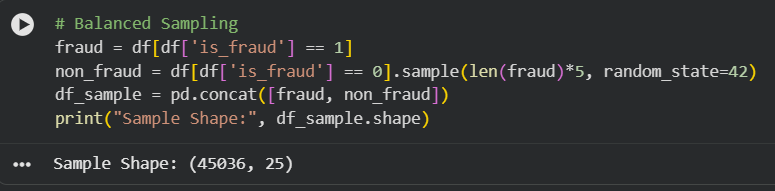 # Balanced Sampling
fraud = df[df['is_fraud'] == 1]
non_fraud = df[df['is_fraud'] == 0].sample(len(fraud)*5, random_state=42)
df_sample = pd.concat([fraud, non_fraud])
print("Sample Shape:", df_sample.shape)
Sample Shape: (45036, 25)